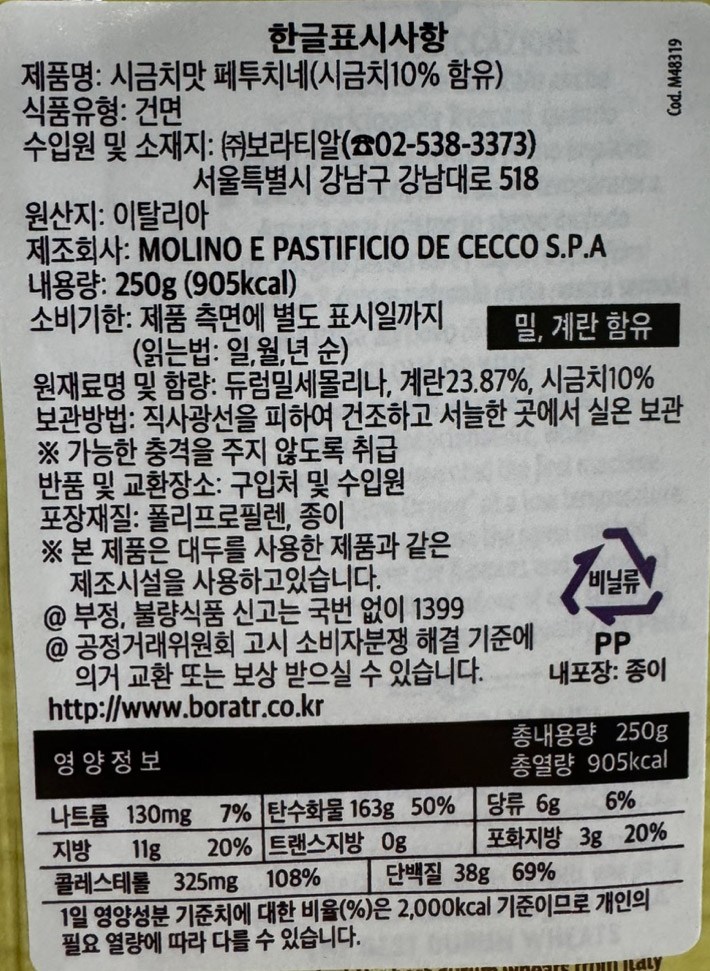 한글표시사항
Cod. M48319
제품명: 시금치맛 페투치네(시금치10% 함유)
식품유형: 건면
수입원 및 소재지: ㈜보라티알(☎02-538-3373)
서울특별시 강남구 강남대로 518
원산지: 이탈리아
제조회사: MOLINO E PASTIFICIO DE CECCO S.P.A
내용량: 250g (905kcal)
소비기한: 제품 측면에 별도 표시일까지
(읽는법: 일,월,년 순)
밀, 계란 함유
원재료명 및 함량: 듀럼밀세몰리나, 계란23.87%, 시금치10%
보관방법: 직사광선을 피하여 건조하고 서늘한 곳에서 실온 보관
※ 가능한 충격을 주지 않도록 취급
반품 및 교환장소: 구입처 및 수입원
포장재질: 폴리프로필렌, 종이
※ 본 제품은 대두를 사용한 제품과 같은
제조시설을 사용하고있습니다.
@ 부정, 불량식품 신고는 국번 없이 1399
@ 공정거래위원회 고시 소비자분쟁 해결 기준에
의거 교환 또는 보상 받으실 수 있습니다.
http://www.boratr.co.kr
비닐류
PP
내포장: 종이
영양정보
총내용량 250g
총열량 905kcal
나트륨 130mg 7% 탄수화물 163g 50% 당류 6g 6%
지방 11g 20% 트랜스지방 0g 포화지방 3g 20%
콜레스테롤 325mg 108% 단백질 38g 69%
1일 영양성분 기준치에 대한 비율(%)은 2,000kcal 기준이므로 개인의
필요 열량에 따라 다를 수 있습니다.